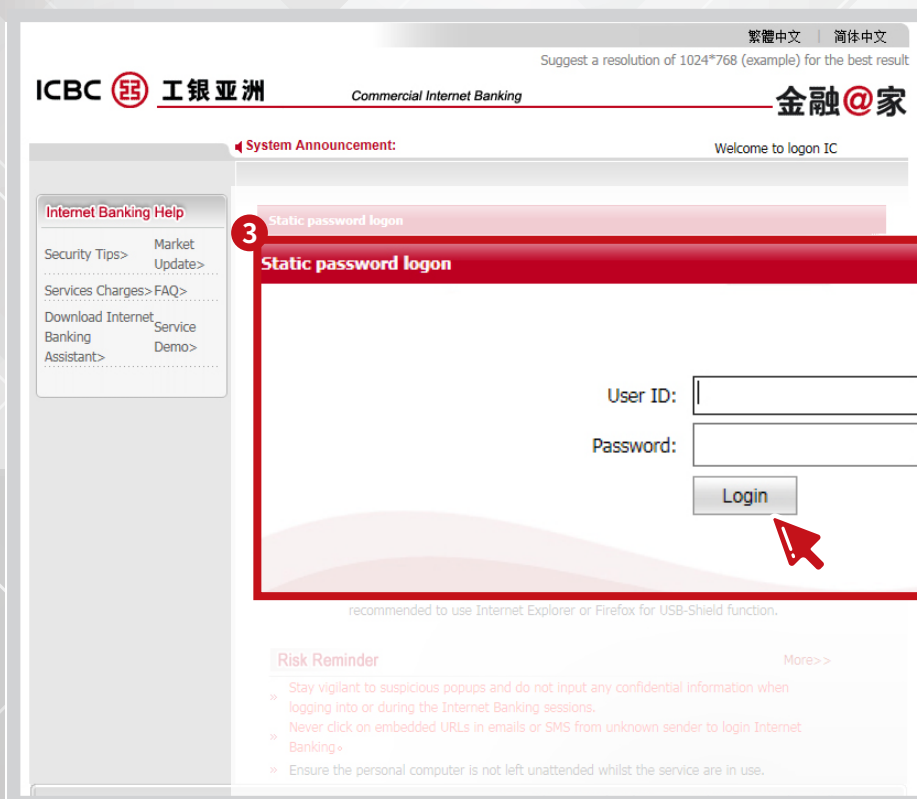 繁體中文 | 简体中文
Suggest a resolution of 1024*768 (example) for the best result
ICBC 工银亚洲
Commercial Internet Banking
金融@家
System Announcement:
Welcome to logon IC
Internet Banking Help
Security Tips>
Market Update>
Services Charges>
FAQ>
Download Internet Banking Assistant>
Service Demo>
Static password logon
3
Static password logon
User ID:
Password:
Login
recommended to use Internet Explorer or Firefox for USB-Shield function.
Risk Reminder
More>>
» Stay vigilant to suspicious popups and do not input any confidential information when
logging into or during the Internet Banking sessions.
» Never click on embedded URLs in emails or SMS from unknown sender to login Internet
Banking。
» Ensure the personal computer is not left unattended whilst the service are in use.